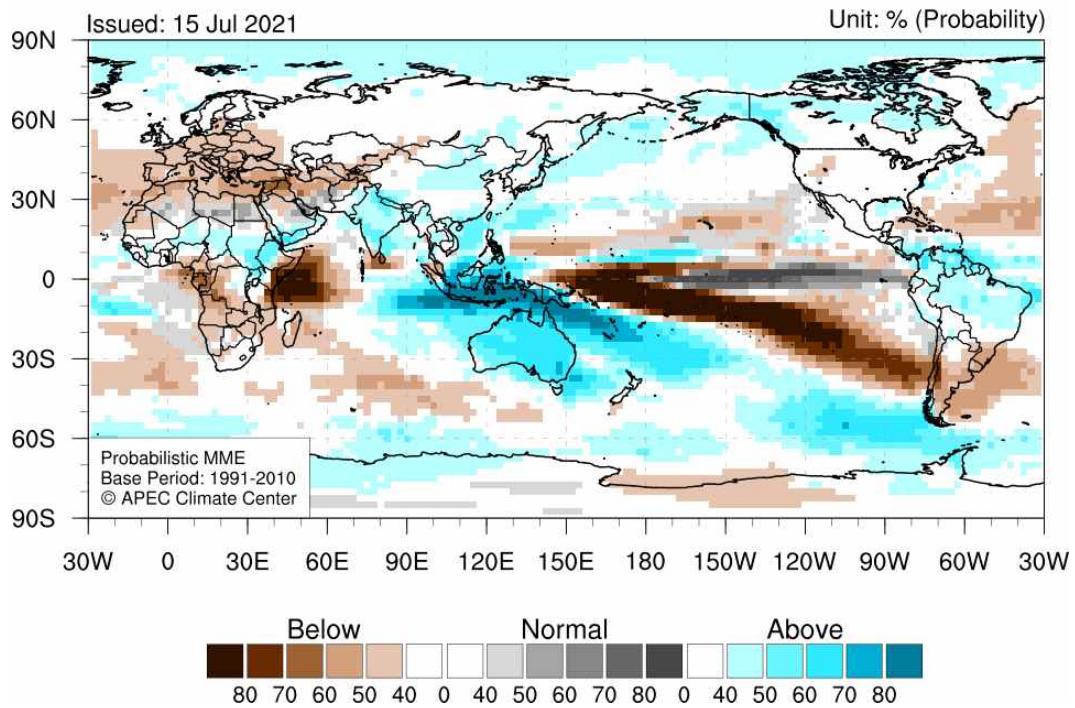 Issued: 15 Jul 2021 Unit: % (Probability)
90N
60N
30N
0
30S
60S
90S
Probabilistic MME
Base Period: 1991-2010
© APEC Climate Center
30W 0 30E 60E 90E 120E 150E 180 150W 120W 90W 60W 30W
Below Normal Above
80 70 60 50 40 0 40 50 60 70 80 0 40 50 60 70 80